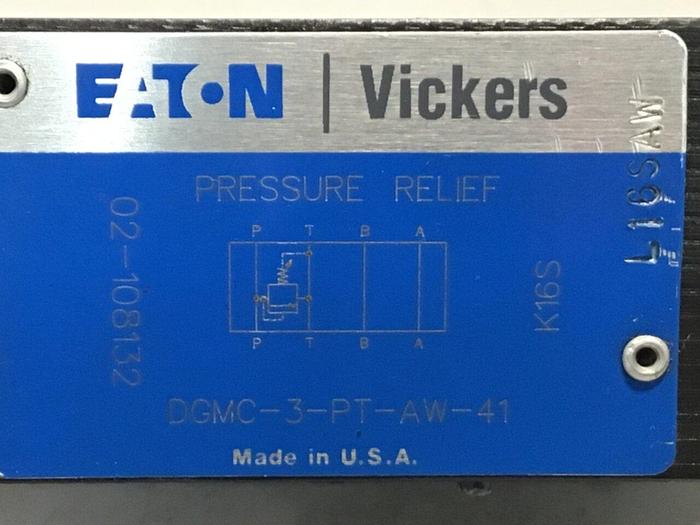 EATON | Vickers
PRESSURE RELIEF
P T B A
P T B A
02-108132
K16S
L16SAW
DGMC-3-PT-AW-41
Made in U.S.A.